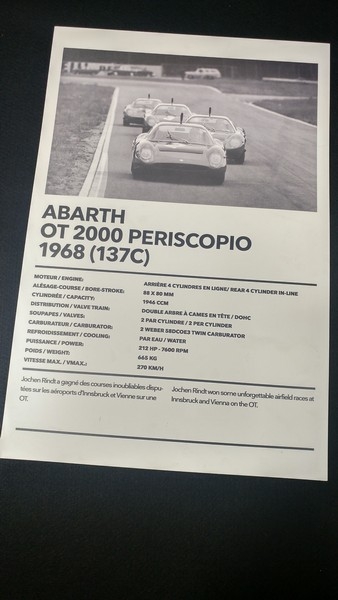 ABARTH
OT 2000 PERISCOPIO
1968 (137C)
MOTEUR / ENGINE: ARRIÈRE 4 CYLINDRES EN LIGNE/ REAR 4 CYLINDER IN-LINE
ALÉSAGE-COURSE / BORE-STROKE: 88 X 80 MM
CYLINDRÉE / CAPACITY: 1946 CCM
DISTRIBUTION / VALVE TRAIN: DOUBLE ARBRE À CAMES EN TÊTE / DOHC
SOUPAPES / VALVES: 2 PAR CYLINDRE / 2 PER CYLINDER
CARBURATEUR / CARBURATOR: 2 WEBER 58DCOE3 TWIN CARBURATOR
REFROIDISSEMENT / COOLING: PAR EAU / WATER
PUISSANCE / POWER: 212 HP - 7600 RPM
POIDS / WEIGHT: 665 KG
VITESSE MAX. / VMAX.: 270 KM/H
Jochen Rindt a gagné des courses inoubliables dispu-
tées sur les aéroports d'Innsbruck et Vienne sur une
OT.
Jochen Rindt won some unforgettable airfield races at
Innsbruck and Vienna on the OT.